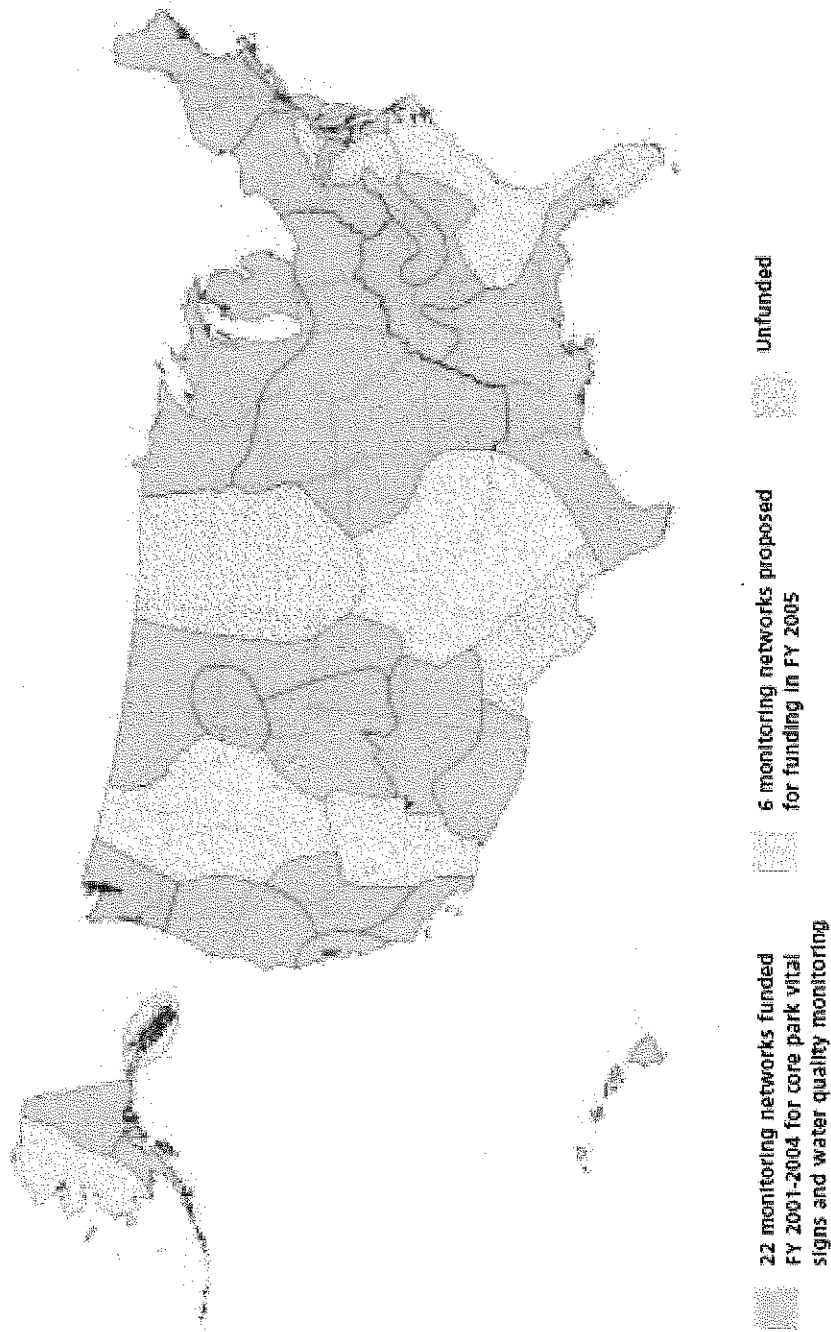 22 monitoring networks funded
FY 2001-2004 for core park vital
signs and water quality monitoring
6 monitoring networks proposed
for funding in FY 2005
Unfunded